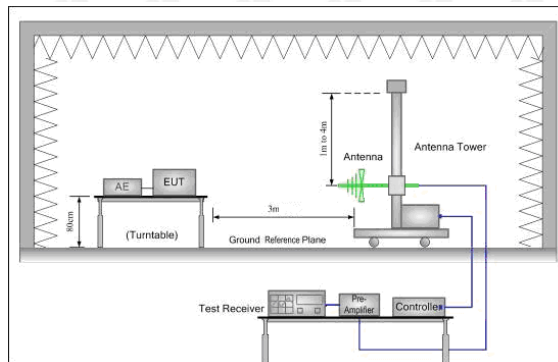 1m to 4m
Antenna
Antenna Tower
AE
EUT
80cm
(Turntable)
3m
Ground Reference Plane
Test Receiver
Pre-
Amplifier
Controller